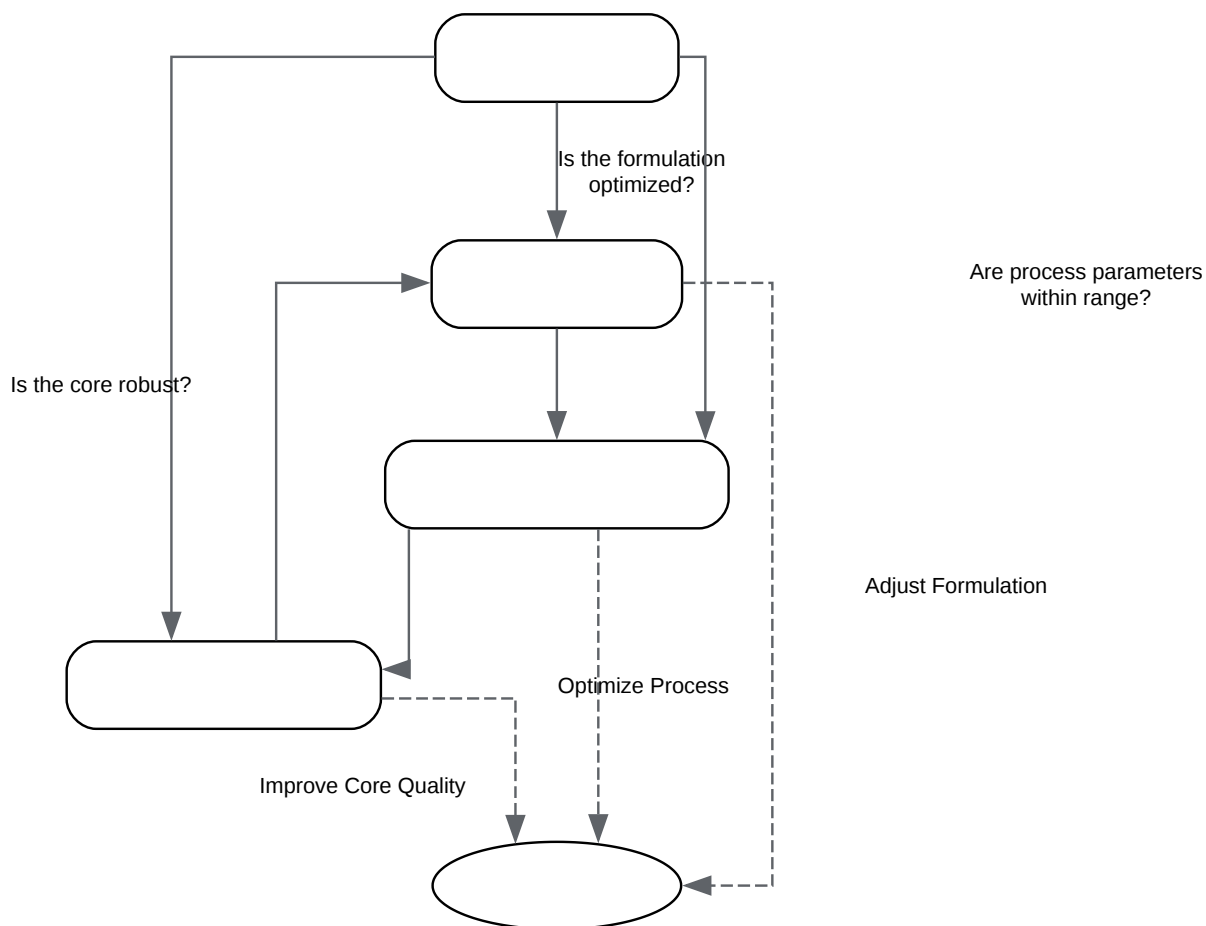 Is the formulation
optimized?
Are process parameters
within range?
Is the core robust?
Adjust Formulation
Optimize Process
Improve Core Quality